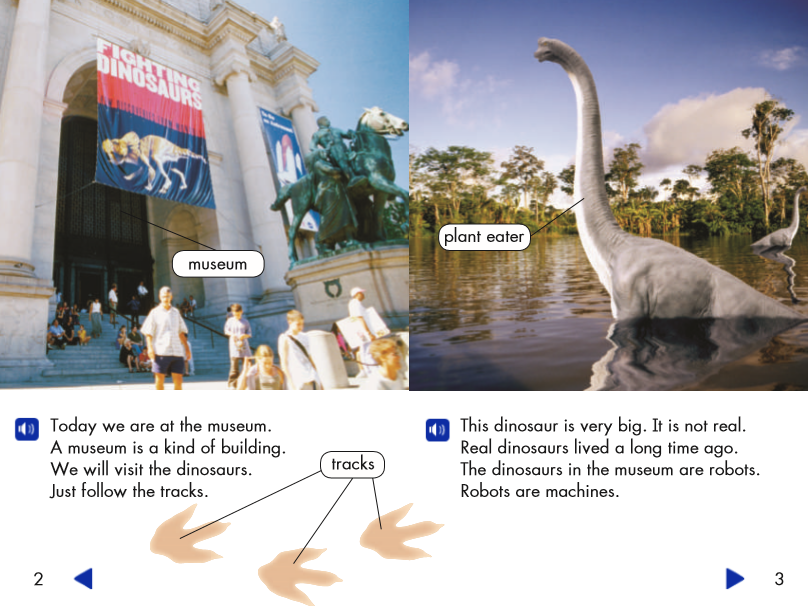 FIGHTING
DINOSAURS
museum
plant eater
Today we are at the museum.
A museum is a kind of building.
We will visit the dinosaurs.
Just follow the tracks.
tracks
This dinosaur is very big. It is not real.
Real dinosaurs lived a long time ago.
The dinosaurs in the museum are robots.
Robots are machines.
2
3